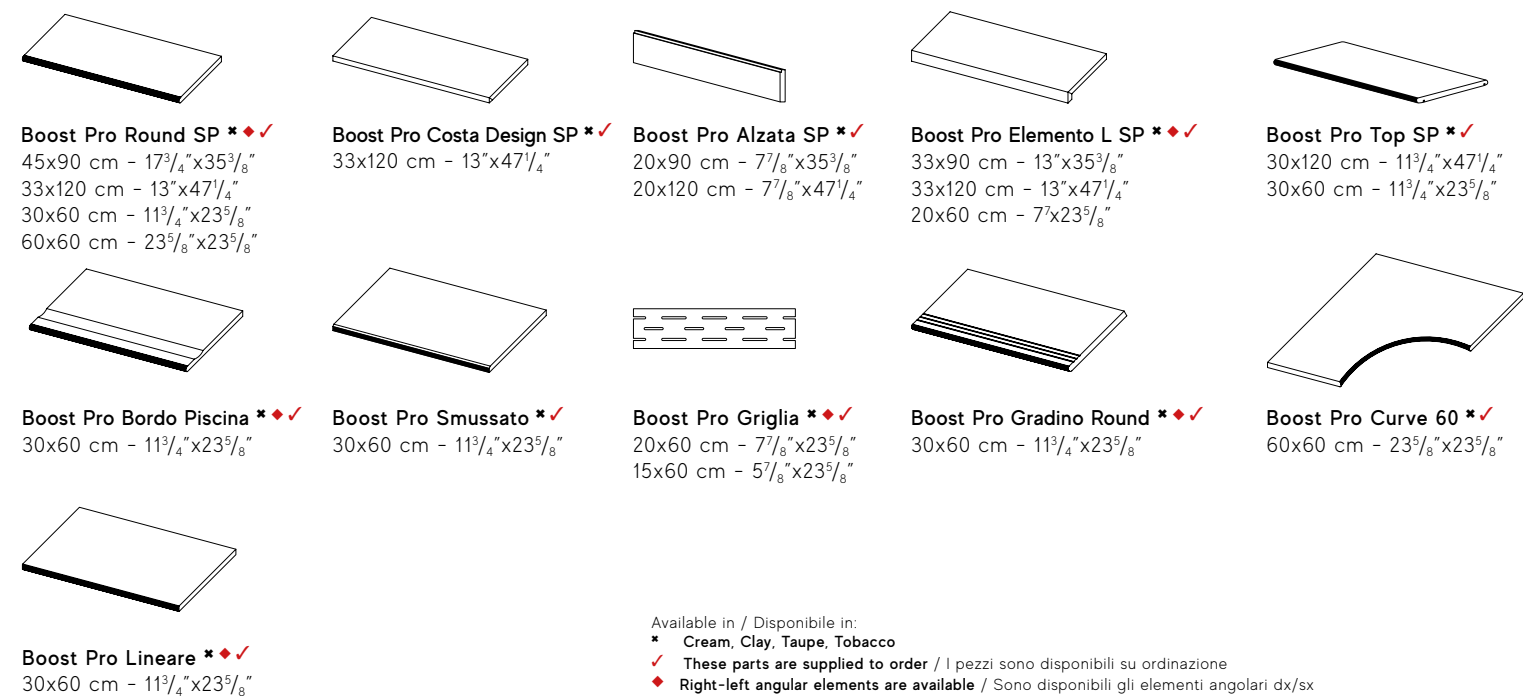 Boost Pro Round SP ✖ ◆ ✓
45x90 cm - 17³/₄”x35³/₈”
33x120 cm - 13”x47¹/₄”
30x60 cm - 11³/₄”x23⁵/₈”
60x60 cm - 23⁵/₈”x23⁵/₈”
Boost Pro Costa Design SP ✖ ✓
33x120 cm - 13”x47¹/₄”
Boost Pro Alzata SP ✖ ✓
20x90 cm - 7⁷/₈”x35³/₈”
20x120 cm - 7⁷/₈”x47¹/₄”
Boost Pro Elemento L SP ✖ ◆ ✓
33x90 cm - 13”x35³/₈”
33x120 cm - 13”x47¹/₄”
20x60 cm - 7⁷x23⁵/₈”
Boost Pro Top SP ✖ ✓
30x120 cm - 11³/₄”x47¹/₄”
30x60 cm - 11³/₄”x23⁵/₈”
Boost Pro Bordo Piscina ✖ ◆ ✓
30x60 cm - 11³/₄”x23⁵/₈”
Boost Pro Smussato ✖ ✓
30x60 cm - 11³/₄”x23⁵/₈”
Boost Pro Griglia ✖ ◆ ✓
20x60 cm - 7⁷/₈”x23⁵/₈”
15x60 cm - 5⁷/₈”x23⁵/₈”
Boost Pro Gradino Round ✖ ◆ ✓
30x60 cm - 11³/₄”x23⁵/₈”
Boost Pro Curve 60 ✖ ✓
60x60 cm - 23⁵/₈”x23⁵/₈”
Boost Pro Lineare ✖ ◆ ✓
30x60 cm - 11³/₄”x23⁵/₈”
Available in / Disponibile in:
✖ Cream, Clay, Taupe, Tobacco
✓ These parts are supplied to order / I pezzi sono disponibili su ordinazione
◆ Right-left angular elements are available / Sono disponibili gli elementi angolari dx/sx